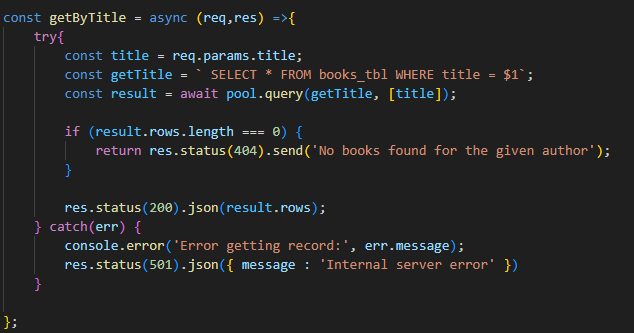 const getByTitle = async (req,res) =>{
    try{
        const title = req.params.title;
        const getTitle = ` SELECT * FROM books_tbl WHERE title = $1`;
        const result = await pool.query(getTitle, [title]);

        if (result.rows.length === 0) {
            return res.status(404).send('No books found for the given author');
        }

        res.status(200).json(result.rows);
    } catch(err) {
        console.error('Error getting record:', err.message);
        res.status(501).json({ message : 'Internal server error' })
    }

};